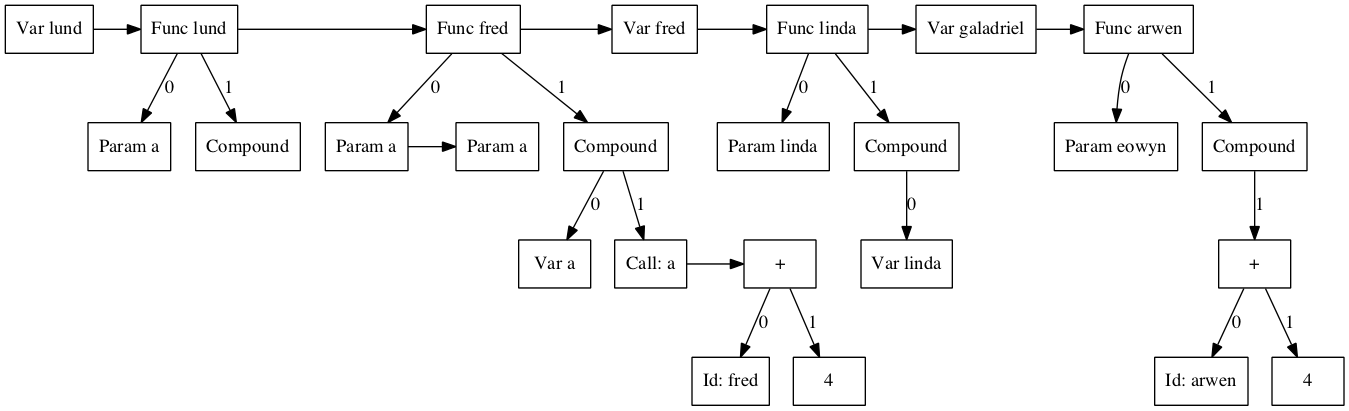 Var lund Func lund Func fred Var fred Func linda Var galadriel Func arwen
0 1 0 1 0 1 0 1
Param a Compound Param a Param a Compound Param linda Compound Param eowyn Compound
0 1 0 1
Var a Call: a + Var linda +
0 1 0 1
Id: fred 4 Id: arwen 4